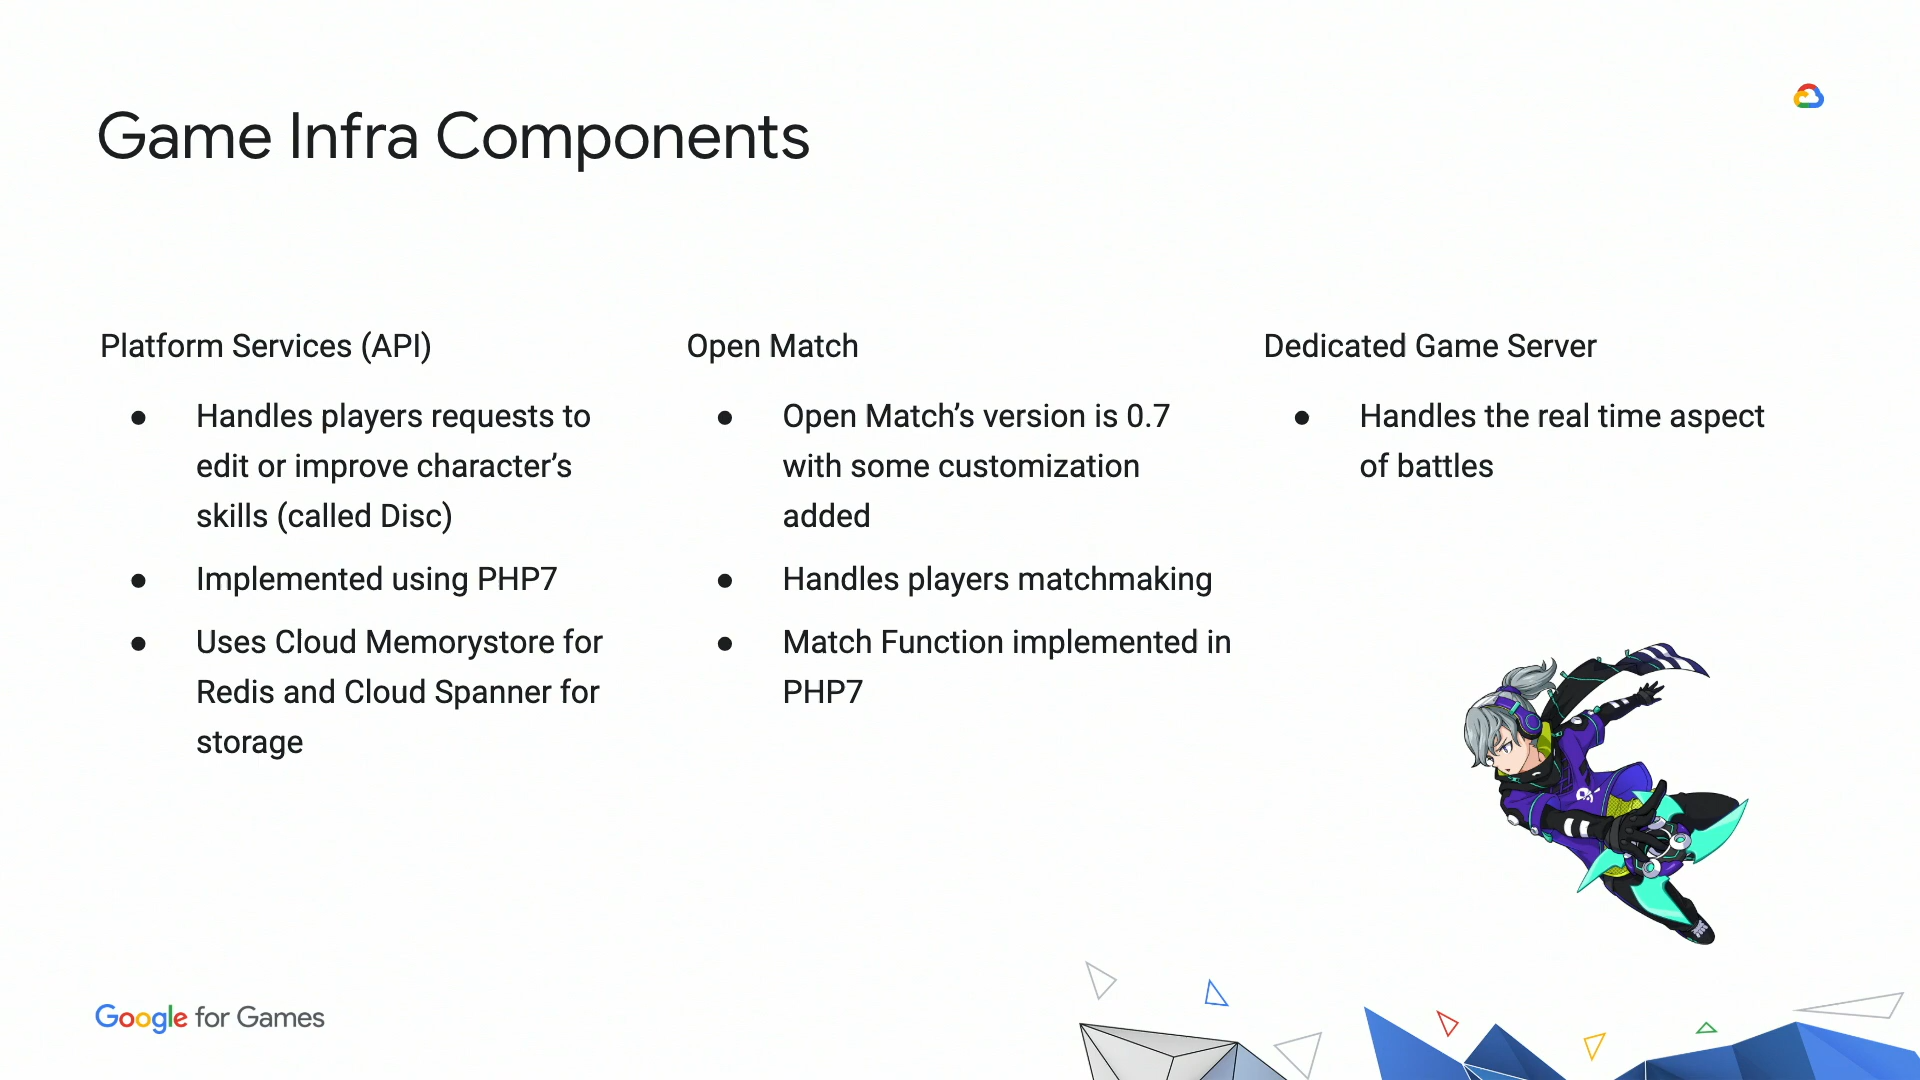 Game Infra Components
Platform Services (API)
● Handles players requests to
edit or improve character’s
skills (called Disc)
● Implemented using PHP7
● Uses Cloud Memorystore for
Redis and Cloud Spanner for
storage
Open Match
● Open Match’s version is 0.7
with some customization
added
● Handles players matchmaking
● Match Function implemented in
PHP7
Dedicated Game Server
● Handles the real time aspect
of battles
Google for Games